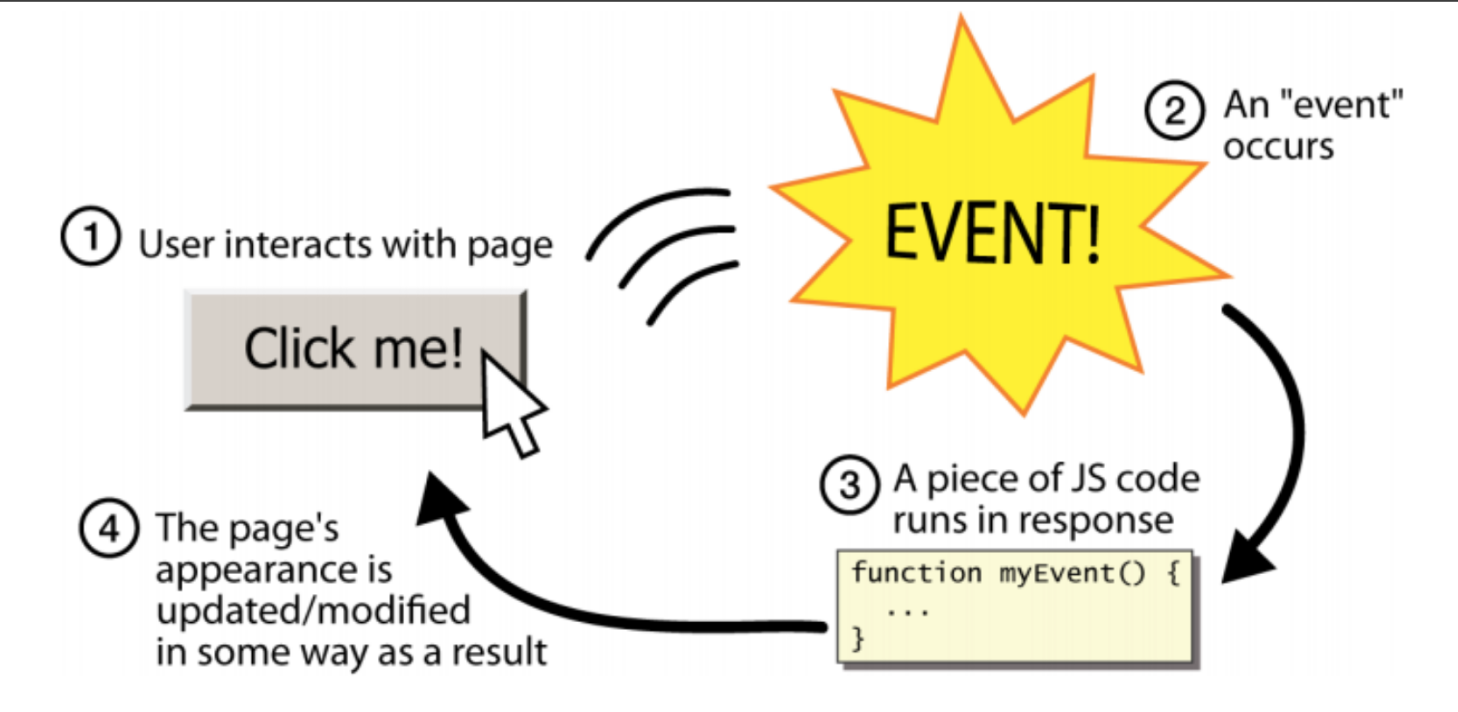 1 User interacts with page
Click me!
EVENT!
2 An "event"
occurs
3 A piece of JS code
runs in response
function myEvent() {
...
}
4 The page's
appearance is
updated/modified
in some way as a result